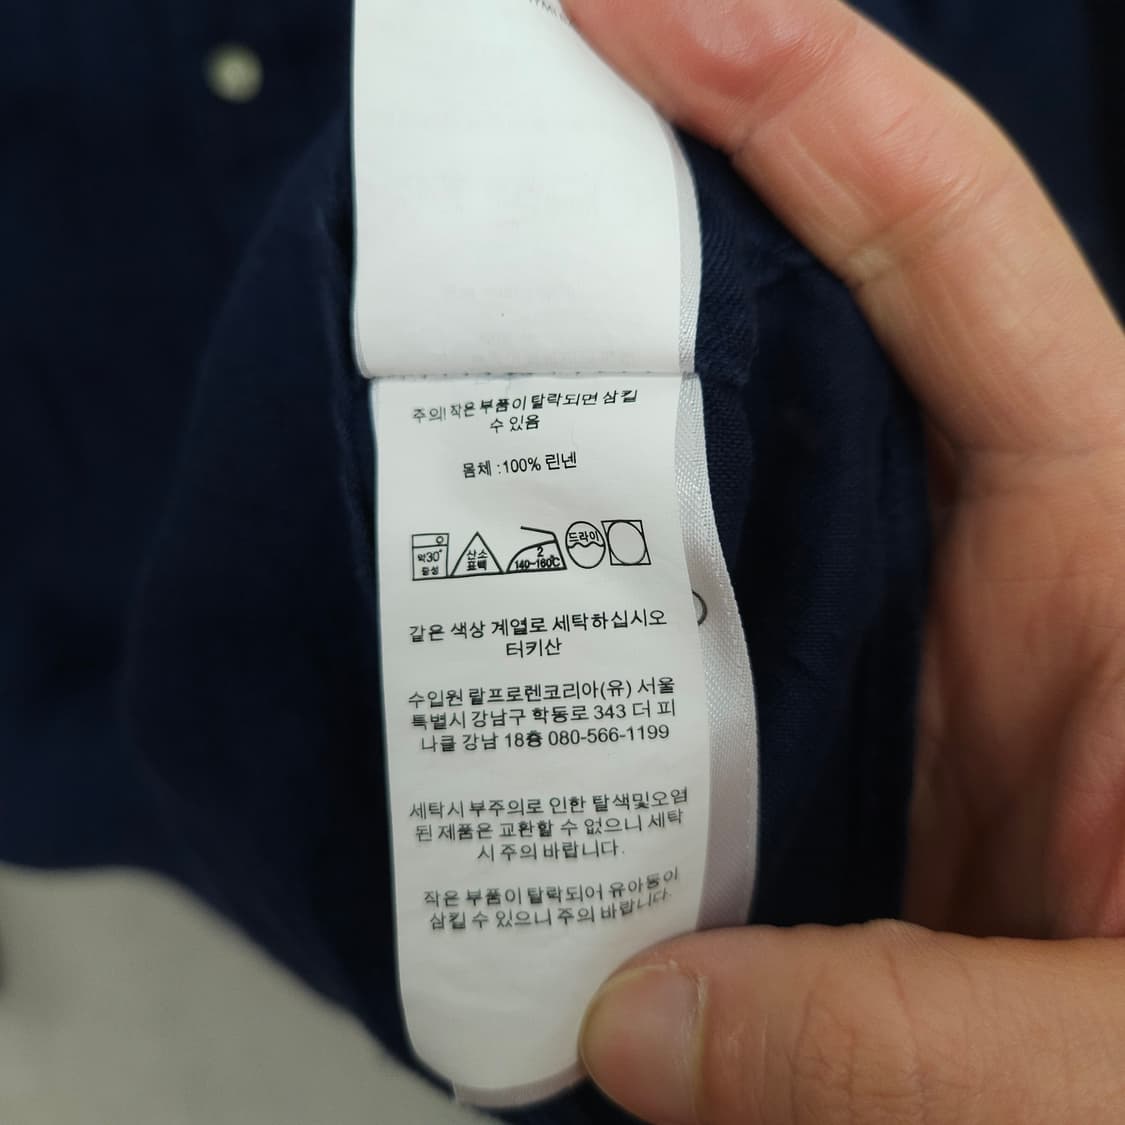 주의! 작은 부품이 탈락되면 삼킬
수 있음
몸체 :100% 린넨
약30°
중성
산소
표백
2
140~160℃
드라이
같은 색상 계열로 세탁하십시오
터키산
수입원 랄프로렌코리아(유) 서울
특별시 강남구 학동로 343 더 피
나클 강남 18층 080-566-1199
세탁시 부주의로 인한 탈색및오염
된 제품은 교환할 수 없으니 세탁
시 주의 바랍니다.
작은 부품이 탈락되어 유아동이
삼킬 수 있으니 주의 바랍니다.